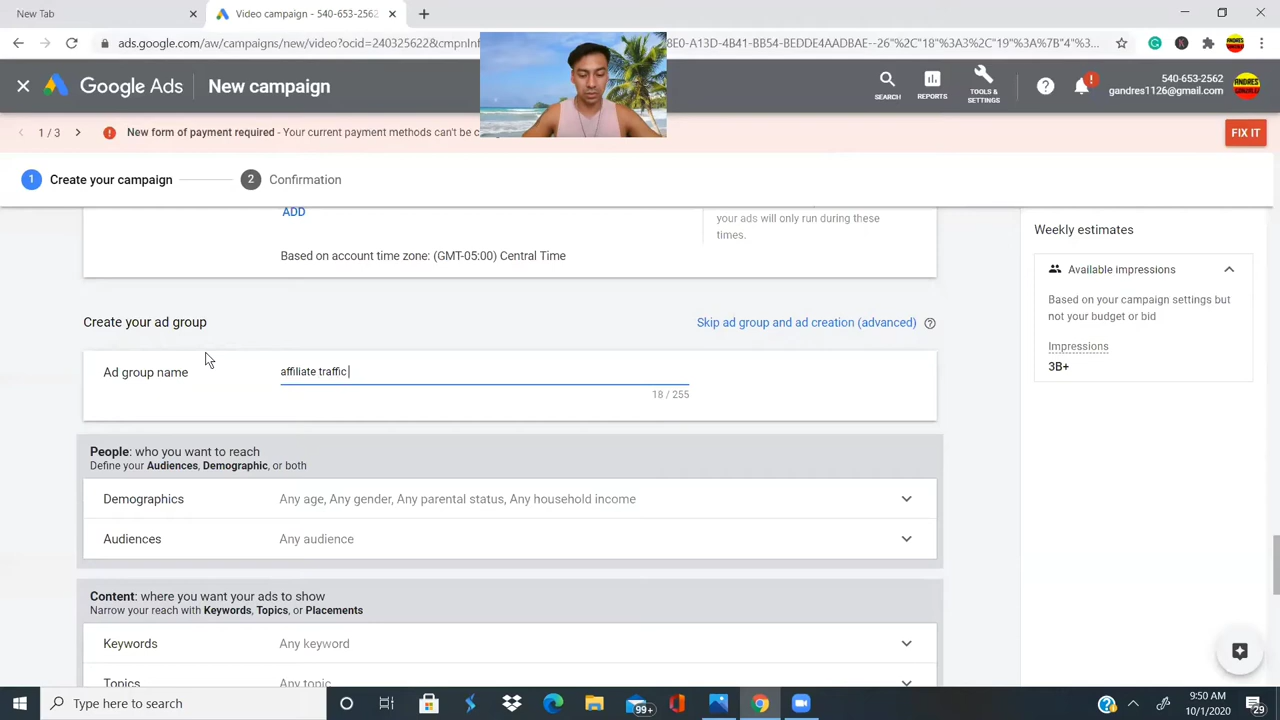 New Tab
Video campaign - 540-653-2562
ads.google.com/aw/campaigns/new/video?ocid=240325622&cmpnInf
8E0-A13D-4B41-BB54-BEDDE4AADBAE--26"%2C"18"%3A3%2C"19"%3A%7B"4"%3...
Google Ads
New campaign
SEARCH
REPORTS
TOOLS &
SETTINGS
540-653-2562
gandres1126@gmail.com
1 / 3
New form of payment required - Your current payment methods can't be
FIX IT
1 Create your campaign
2 Confirmation
ADD
your ads will only run during these
times.
Based on account time zone: (GMT-05:00) Central Time
Weekly estimates
Available impressions
Based on your campaign settings but
not your budget or bid
Impressions
3B+
Create your ad group
Skip ad group and ad creation (advanced)
Ad group name
affiliate traffic
18 / 255
People: who you want to reach
Define your Audiences, Demographic, or both
Demographics
Any age, Any gender, Any parental status, Any household income
Audiences
Any audience
Content: where you want your ads to show
Narrow your reach with Keywords, Topics, or Placements
Keywords
Any keyword
Topics
Any topic
Type here to search
99+
9:50 AM
10/1/2020
29